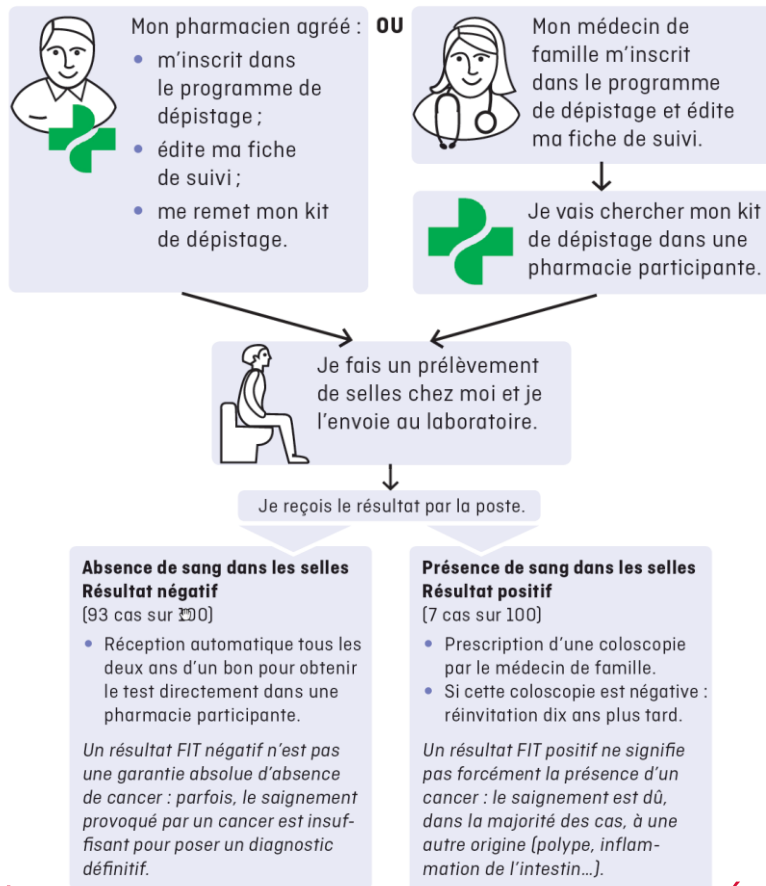 Mon pharmacien agréé :
• m’inscrit dans
le programme de
dépistage ;
• édite ma fiche
de suivi ;
• me remet mon kit
de dépistage.
OU
Mon médecin de
famille m’inscrit
dans le programme
de dépistage et édite
ma fiche de suivi.
Je vais chercher mon kit
de dépistage dans une
pharmacie participante.
Je fais un prélèvement
de selles chez moi et je
l’envoie au laboratoire.
Je reçois le résultat par la poste.
Absence de sang dans les selles
Résultat négatif
(93 cas sur 100)
• Réception automatique tous les
deux ans d’un bon pour obtenir
le test directement dans une
pharmacie participante.
Un résultat FIT négatif n’est pas
une garantie absolue d’absence
de cancer : parfois, le saignement
provoqué par un cancer est insuf-
fisant pour poser un diagnostic
définitif.
Présence de sang dans les selles
Résultat positif
(7 cas sur 100)
• Prescription d’une coloscopie
par le médecin de famille.
• Si cette coloscopie est négative :
réinvitation dix ans plus tard.
Un résultat FIT positif ne signifie
pas forcément la présence d’un
cancer : le saignement est dû,
dans la majorité des cas, à une
autre origine (polype, inflam-
mation de l’intestin…).